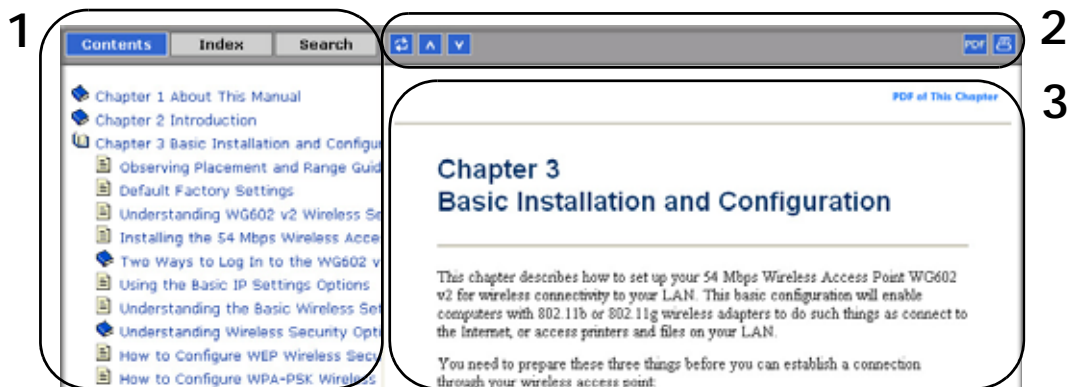 1
2
3
Contents Index Search
PDF
Chapter 1 About This Manual
Chapter 2 Introduction
Chapter 3 Basic Installation and Configu
Observing Placement and Range Guid
Default Factory Settings
Understanding WG602 v2 Wireless Se
Installing the 54 Mbps Wireless Acce
Two Ways to Log In to the WG602 v
Using the Basic IP Settings Options
Understanding the Basic Wireless Set
Understanding Wireless Security Opti
How to Configure WEP Wireless Secu
How to Configure WPA-PSK Wireless
PDF of This Chapter
Chapter 3
Basic Installation and Configuration
This chapter describes how to set up your 54 Mbps Wireless Access Point WG602
v2 for wireless connectivity to your LAN. This basic configuration will enable
computers with 802.11b or 802.11g wireless adapters to do such things as connect to
the Internet, or access printers and files on your LAN.
You need to prepare these three things before you can establish a connection
through your wireless access point: